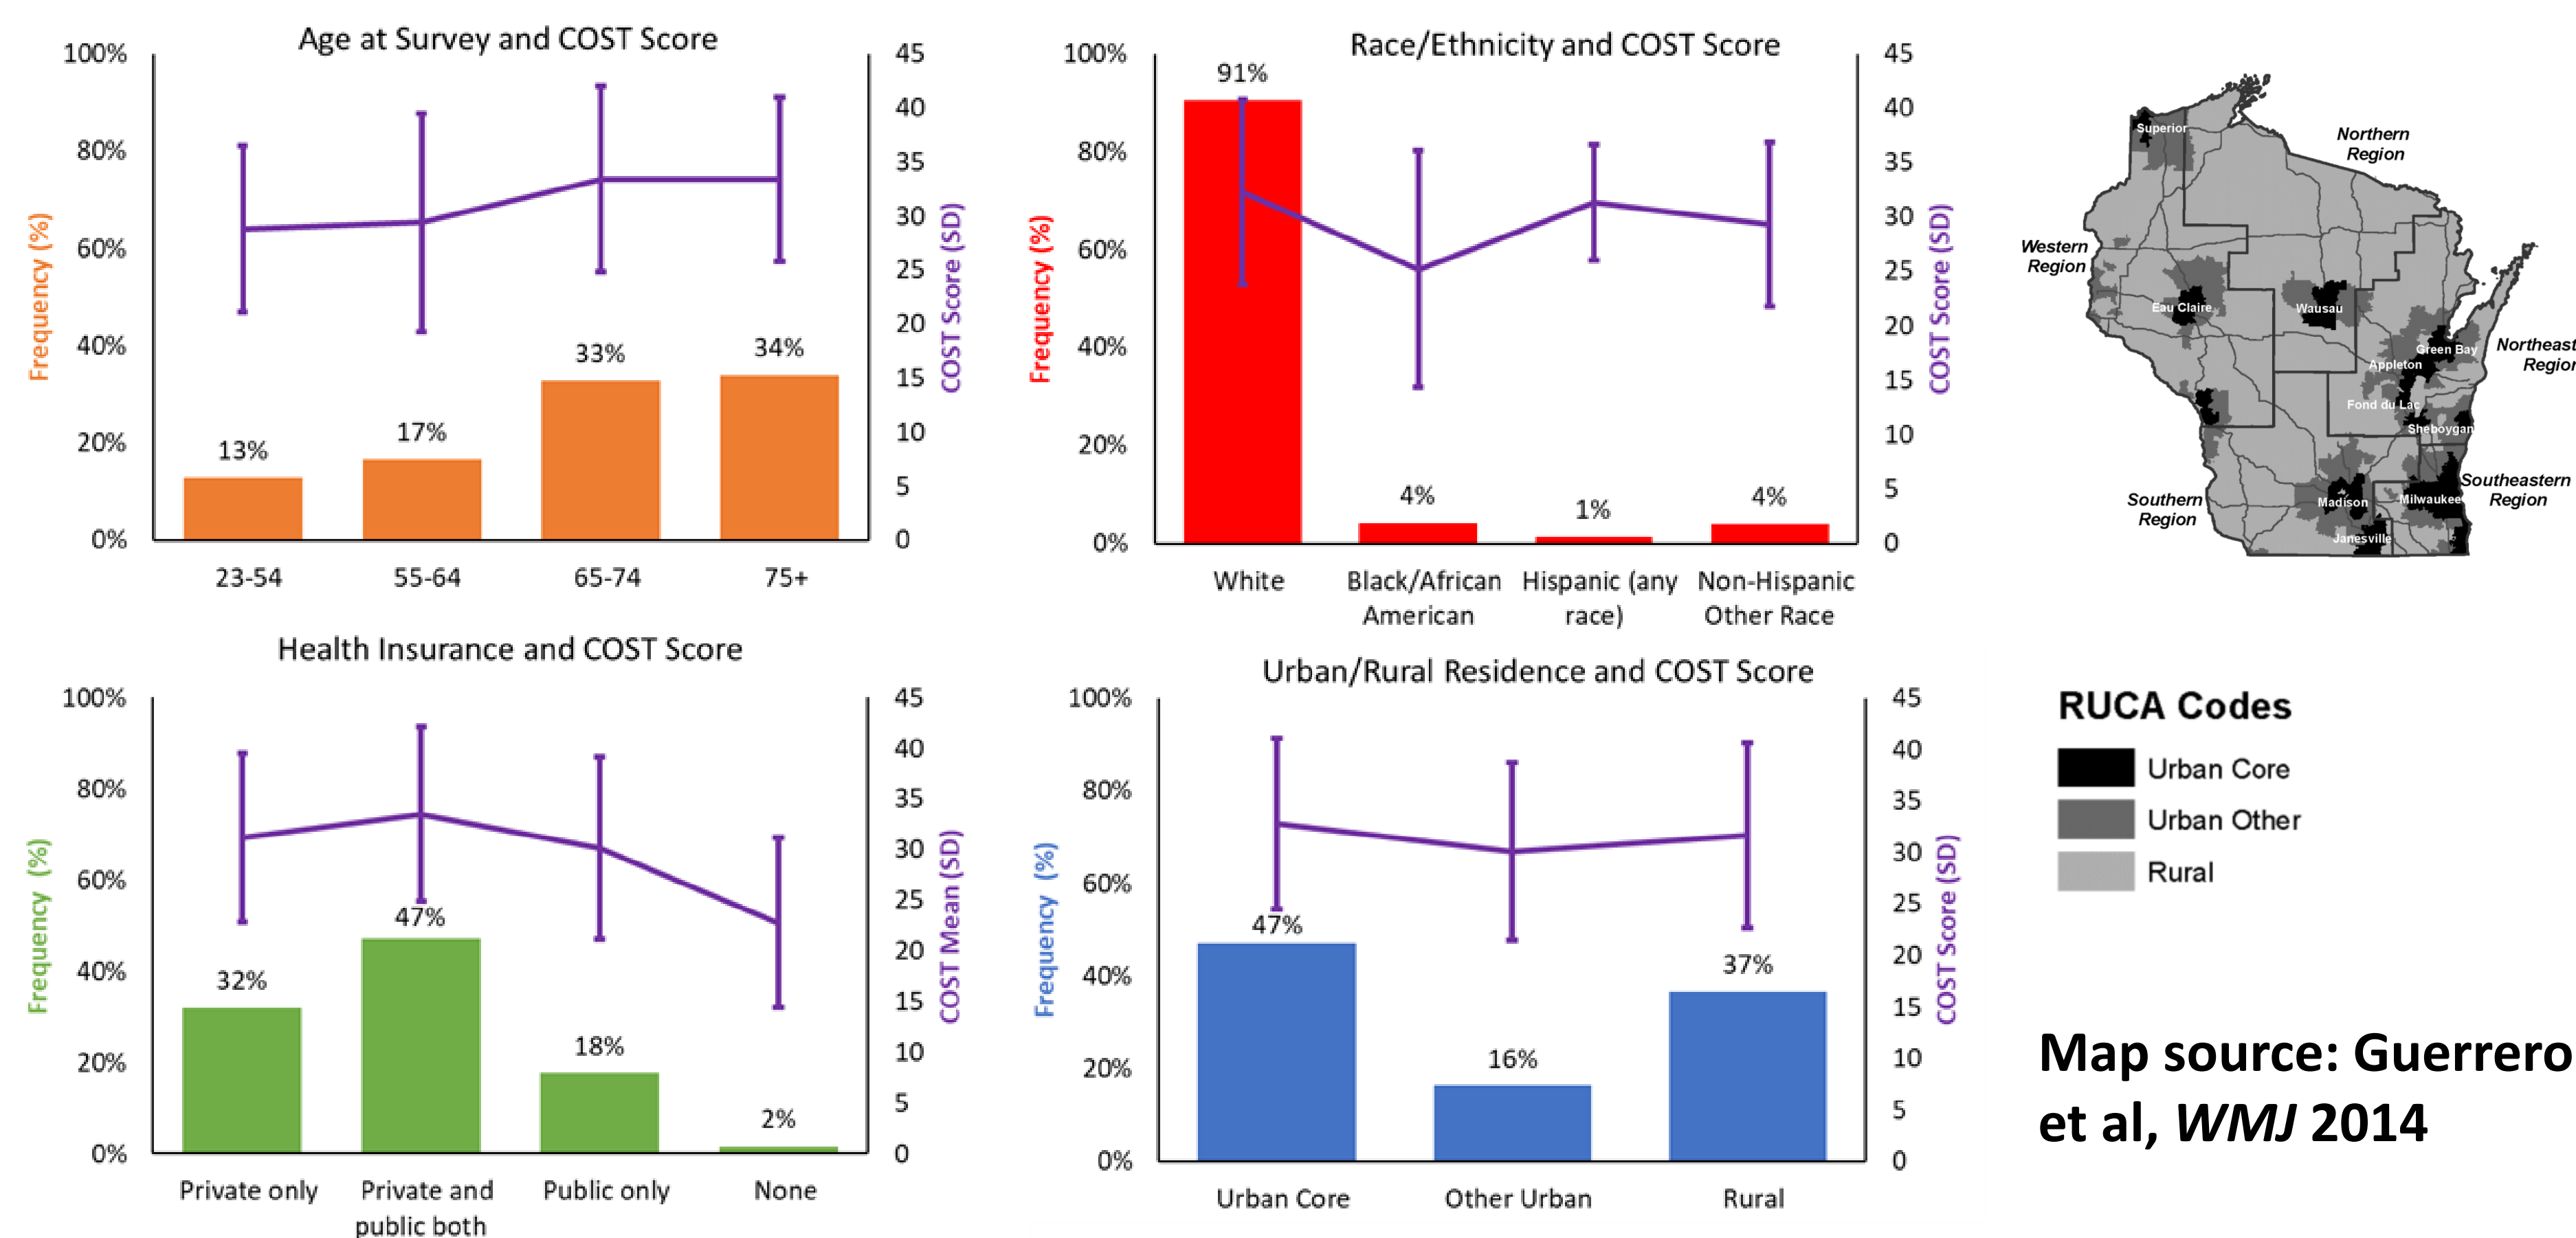 Age at Survey and COST Score
100%
80%
60%
40%
20%
0%
Frequency (%)
45
40
35
30
25
20
15
10
5
0
COST Score (SD)
13%
17%
33%
34%
23-54
55-64
65-74
75+
Race/Ethnicity and COST Score
100%
80%
60%
40%
20%
0%
Frequency (%)
45
40
35
30
25
20
15
10
5
0
COST Score (SD)
91%
4%
1%
4%
White
Black/African
American
Hispanic (any
race)
Non-Hispanic
Other Race
Northern
Region
Western
Region
Northeast
Region
Southern
Region
Southeastern
Region
Superior
Eau Claire
Wausau
Green Bay
Appleton
Fond du Lac
Sheboygan
Madison
Milwaukee
Janesville
Health Insurance and COST Score
100%
80%
60%
40%
20%
0%
Frequency (%)
45
40
35
30
25
20
15
10
5
0
COST Mean (SD)
32%
47%
18%
2%
Private only
Private and
public both
Public only
None
Urban/Rural Residence and COST Score
100%
80%
60%
40%
20%
0%
Frequency (%)
45
40
35
30
25
20
15
10
5
0
COST Score (SD)
47%
16%
37%
Urban Core
Other Urban
Rural
RUCA Codes
Urban Core
Urban Other
Rural
Map source: Guerrero
et al, WMJ 2014